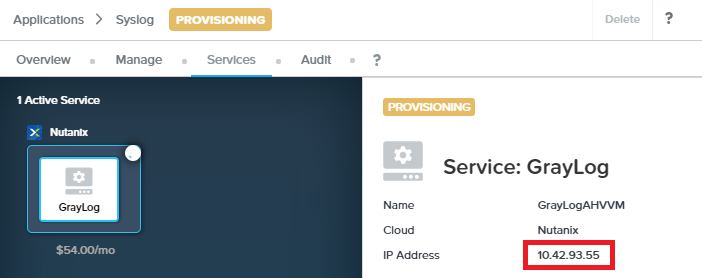 Applications > Syslog PROVISIONING Delete ?
Overview Manage Services Audit ?
1 Active Service
Nutanix
GrayLog
$54.00/mo
PROVISIONING
Service: GrayLog
Name GrayLogAHVVM
Cloud Nutanix
IP Address 10.42.93.55